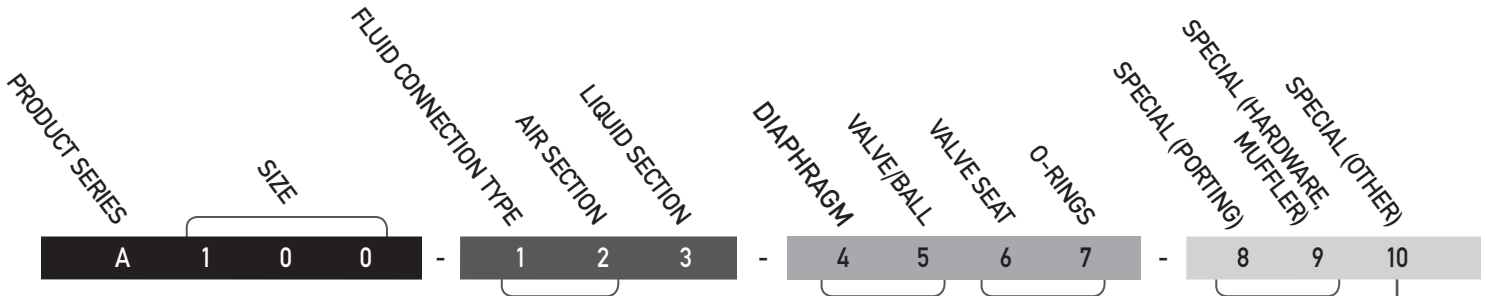 PRODUCT SERIES
SIZE
FLUID CONNECTION TYPE
AIR SECTION
LIQUID SECTION
DIAPHRAGM
VALVE/BALL
VALVE SEAT
O-RINGS
SPECIAL (PORTING)
SPECIAL (HARDWARE,
MUFFLER)
SPECIAL (OTHER)
A 1 0 0 - 1 2 3 - 4 5 6 7 - 8 9 10